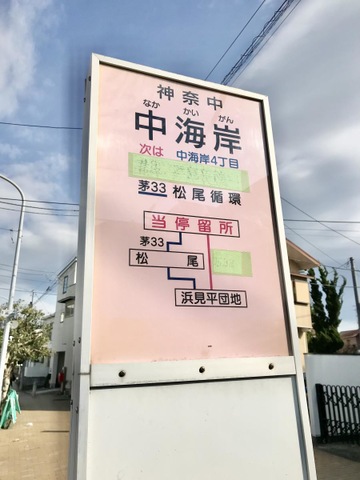 神奈中
なか かい がん
中海岸
次は 中海岸4丁目
茅33 松尾循環
当停留所
茅33
松尾
浜見平団地